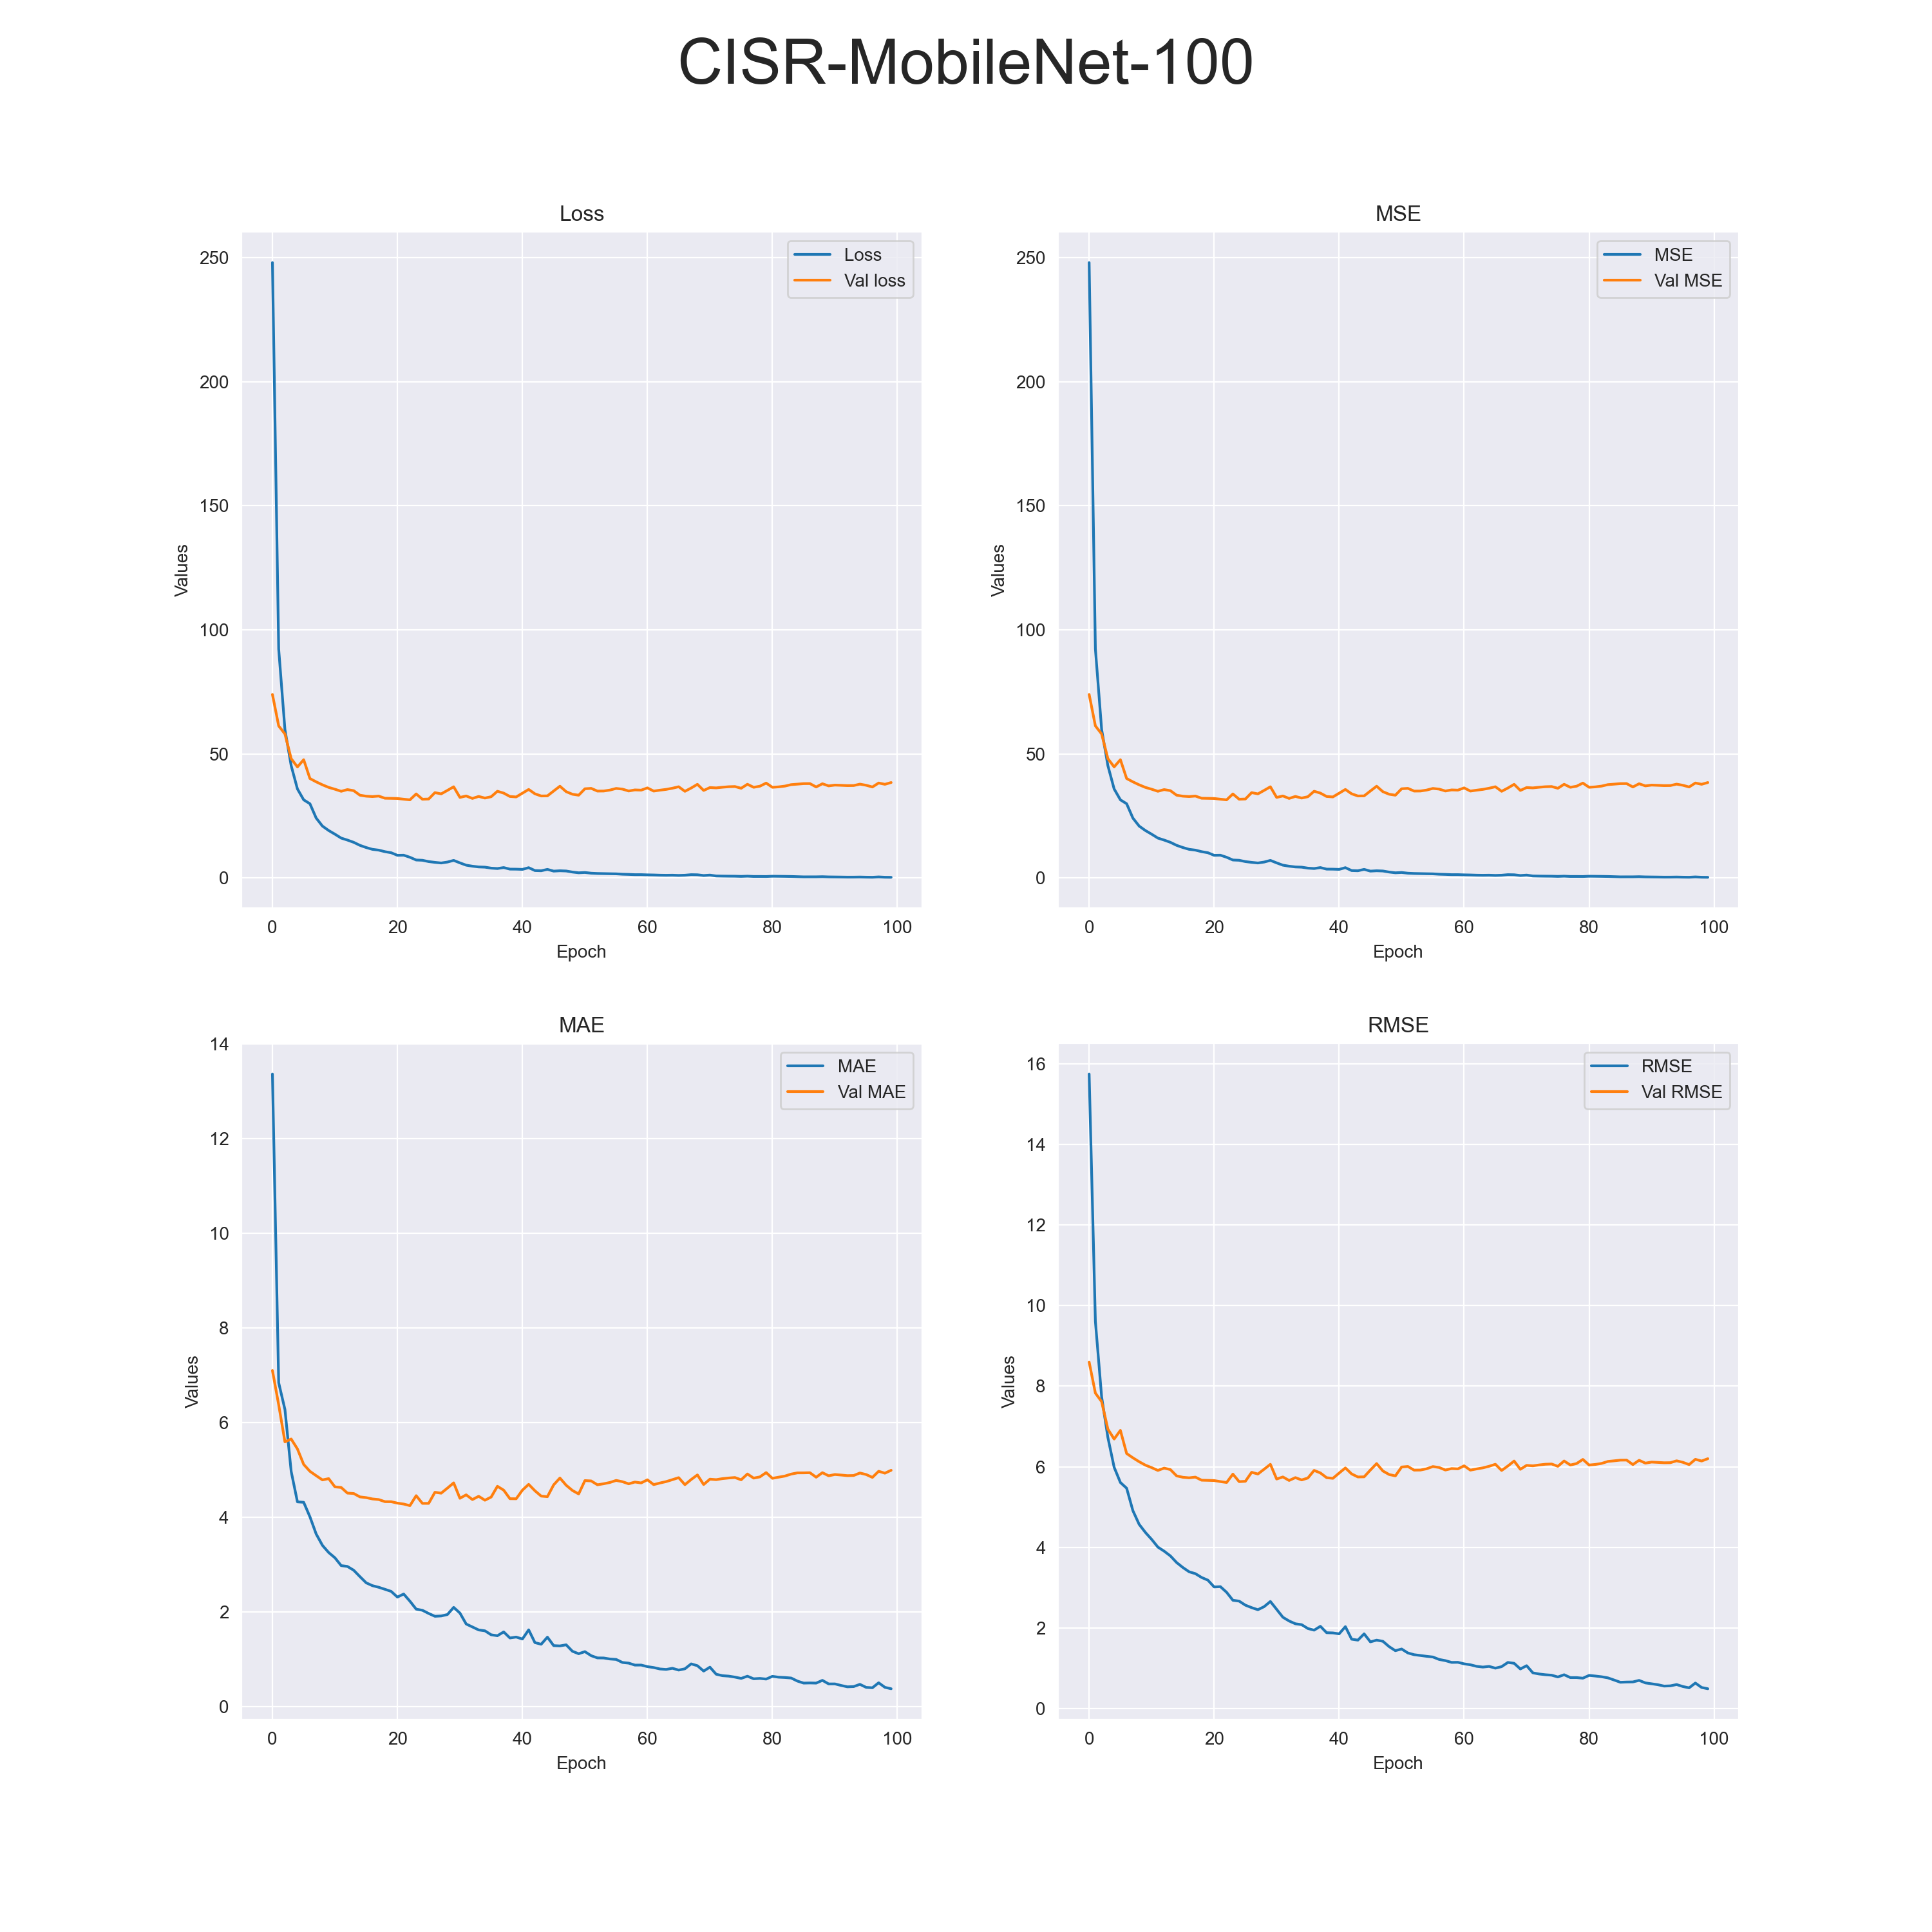 CISR-MobileNet-100
Loss
250
200
150
100
50
0
Values
0 20 40 60 80 100
Epoch
Loss
Val loss
MSE
250
200
150
100
50
0
Values
0 20 40 60 80 100
Epoch
MSE
Val MSE
MAE
14
12
10
8
6
4
2
0
Values
0 20 40 60 80 100
Epoch
MAE
Val MAE
RMSE
16
14
12
10
8
6
4
2
0
Values
0 20 40 60 80 100
Epoch
RMSE
Val RMSE